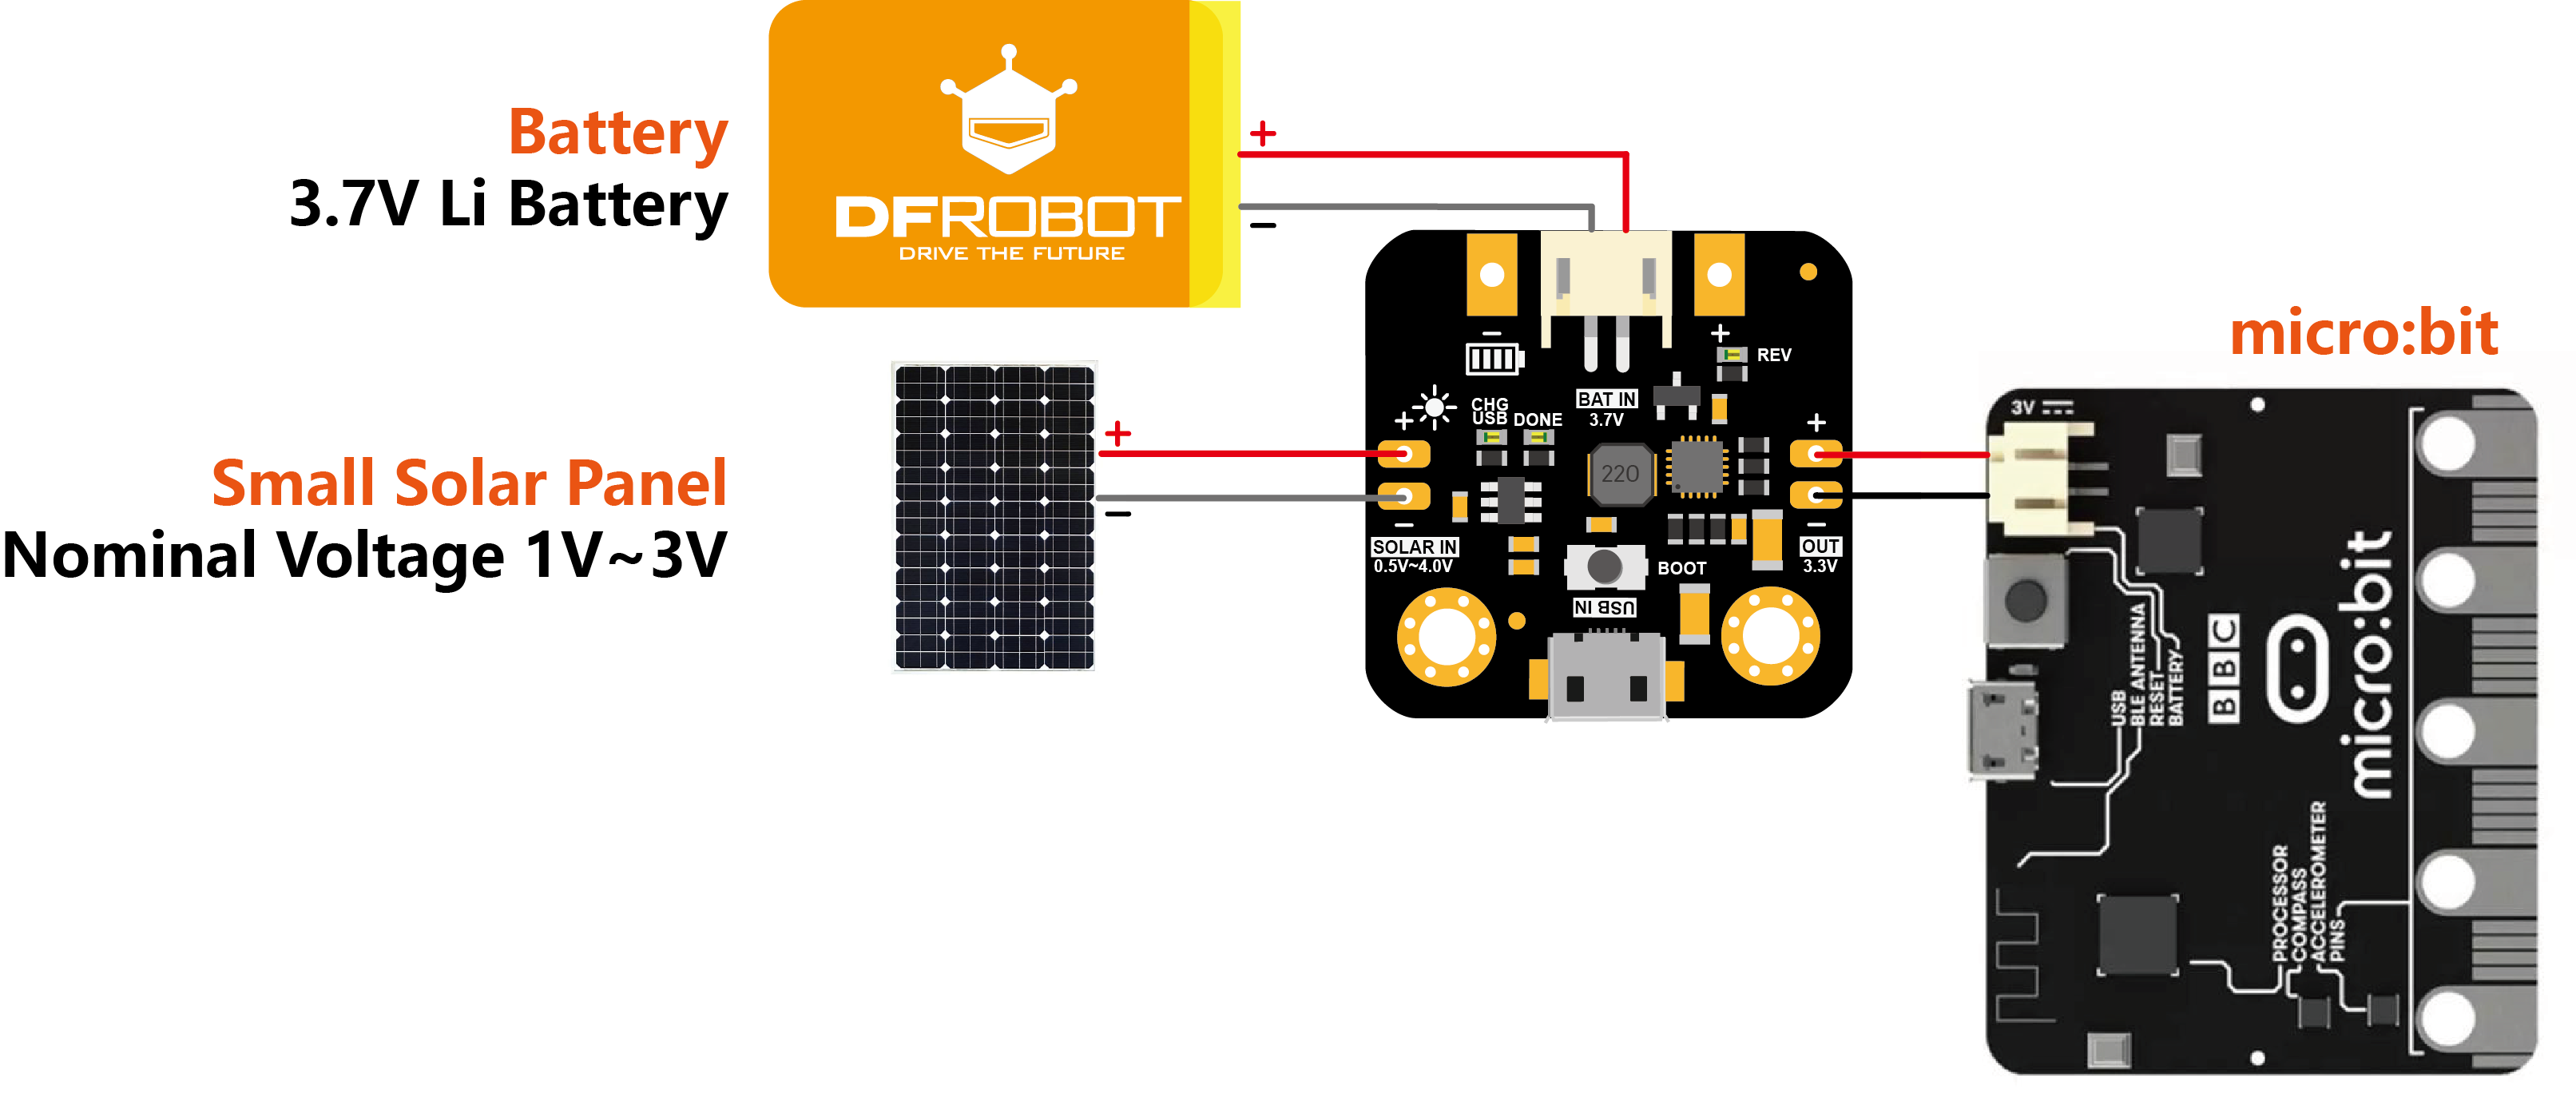 Battery
3.7V Li Battery
+
−
DFROBOT
DRIVE THE FUTURE
Small Solar Panel
Nominal Voltage 1V~3V
+
−
−
+
REV
BAT IN
3.7V
CHG
USB
DONE
+
−
SOLAR IN
0.5V~4.0V
220
+
−
OUT
3.3V
BOOT
USB IN
micro:bit
3V
USB
BLE ANTENNA
RESET
BATTERY
BBC
micro:bit
PROCESSOR
COMPASS
ACCELEROMETER
PINS